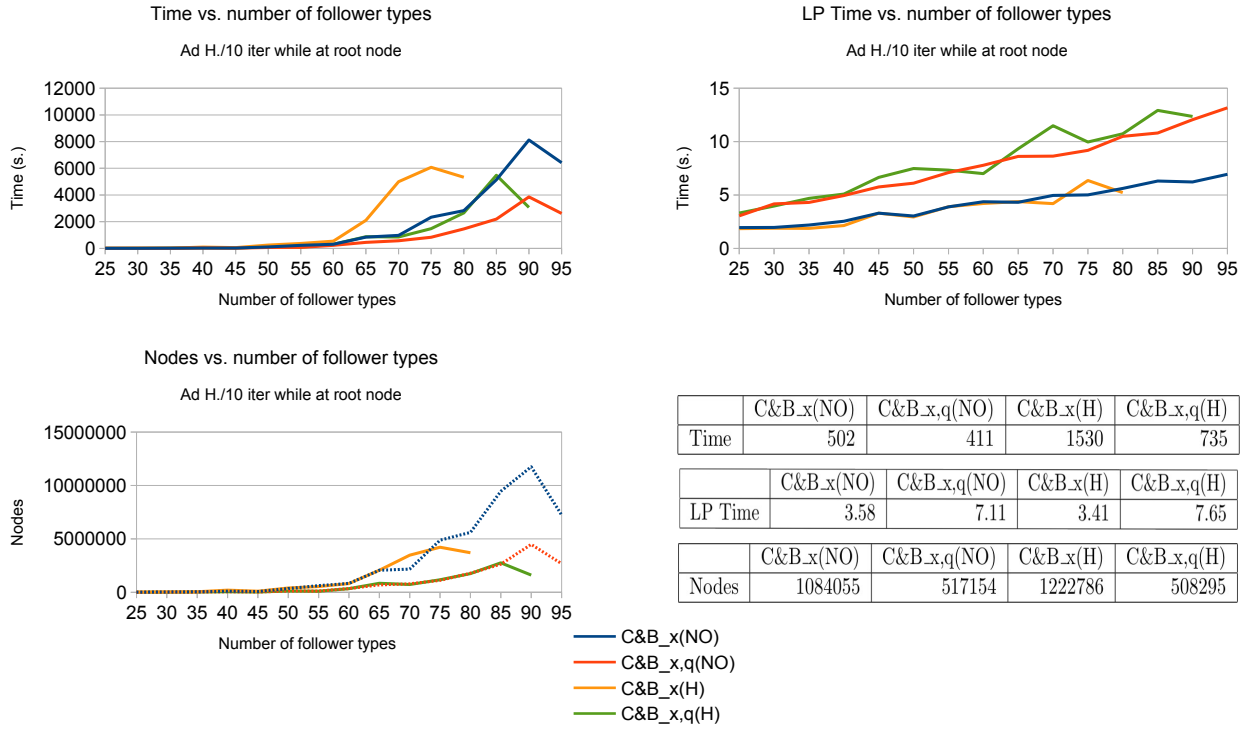 Time vs. number of follower types
Ad H./10 iter while at root node
12000
10000
8000
6000
4000
2000
0
Time (s.)
25 30 35 40 45 50 55 60 65 70 75 80 85 90 95
Number of follower types
LP Time vs. number of follower types
Ad H./10 iter while at root node
15
10
5
0
Time (s.)
25 30 35 40 45 50 55 60 65 70 75 80 85 90 95
Number of follower types
Nodes vs. number of follower types
Ad H./10 iter while at root node
15000000
10000000
5000000
0
Nodes
25 30 35 40 45 50 55 60 65 70 75 80 85 90 95
Number of follower types
C&B_x(NO) C&B_x,q(NO) C&B_x(H) C&B_x,q(H)
Time 502 411 1530 735
C&B_x(NO) C&B_x,q(NO) C&B_x(H) C&B_x,q(H)
LP Time 3.58 7.11 3.41 7.65
C&B_x(NO) C&B_x,q(NO) C&B_x(H) C&B_x,q(H)
Nodes 1084055 517154 1222786 508295
C&B_x(NO)
C&B_x,q(NO)
C&B_x(H)
C&B_x,q(H)